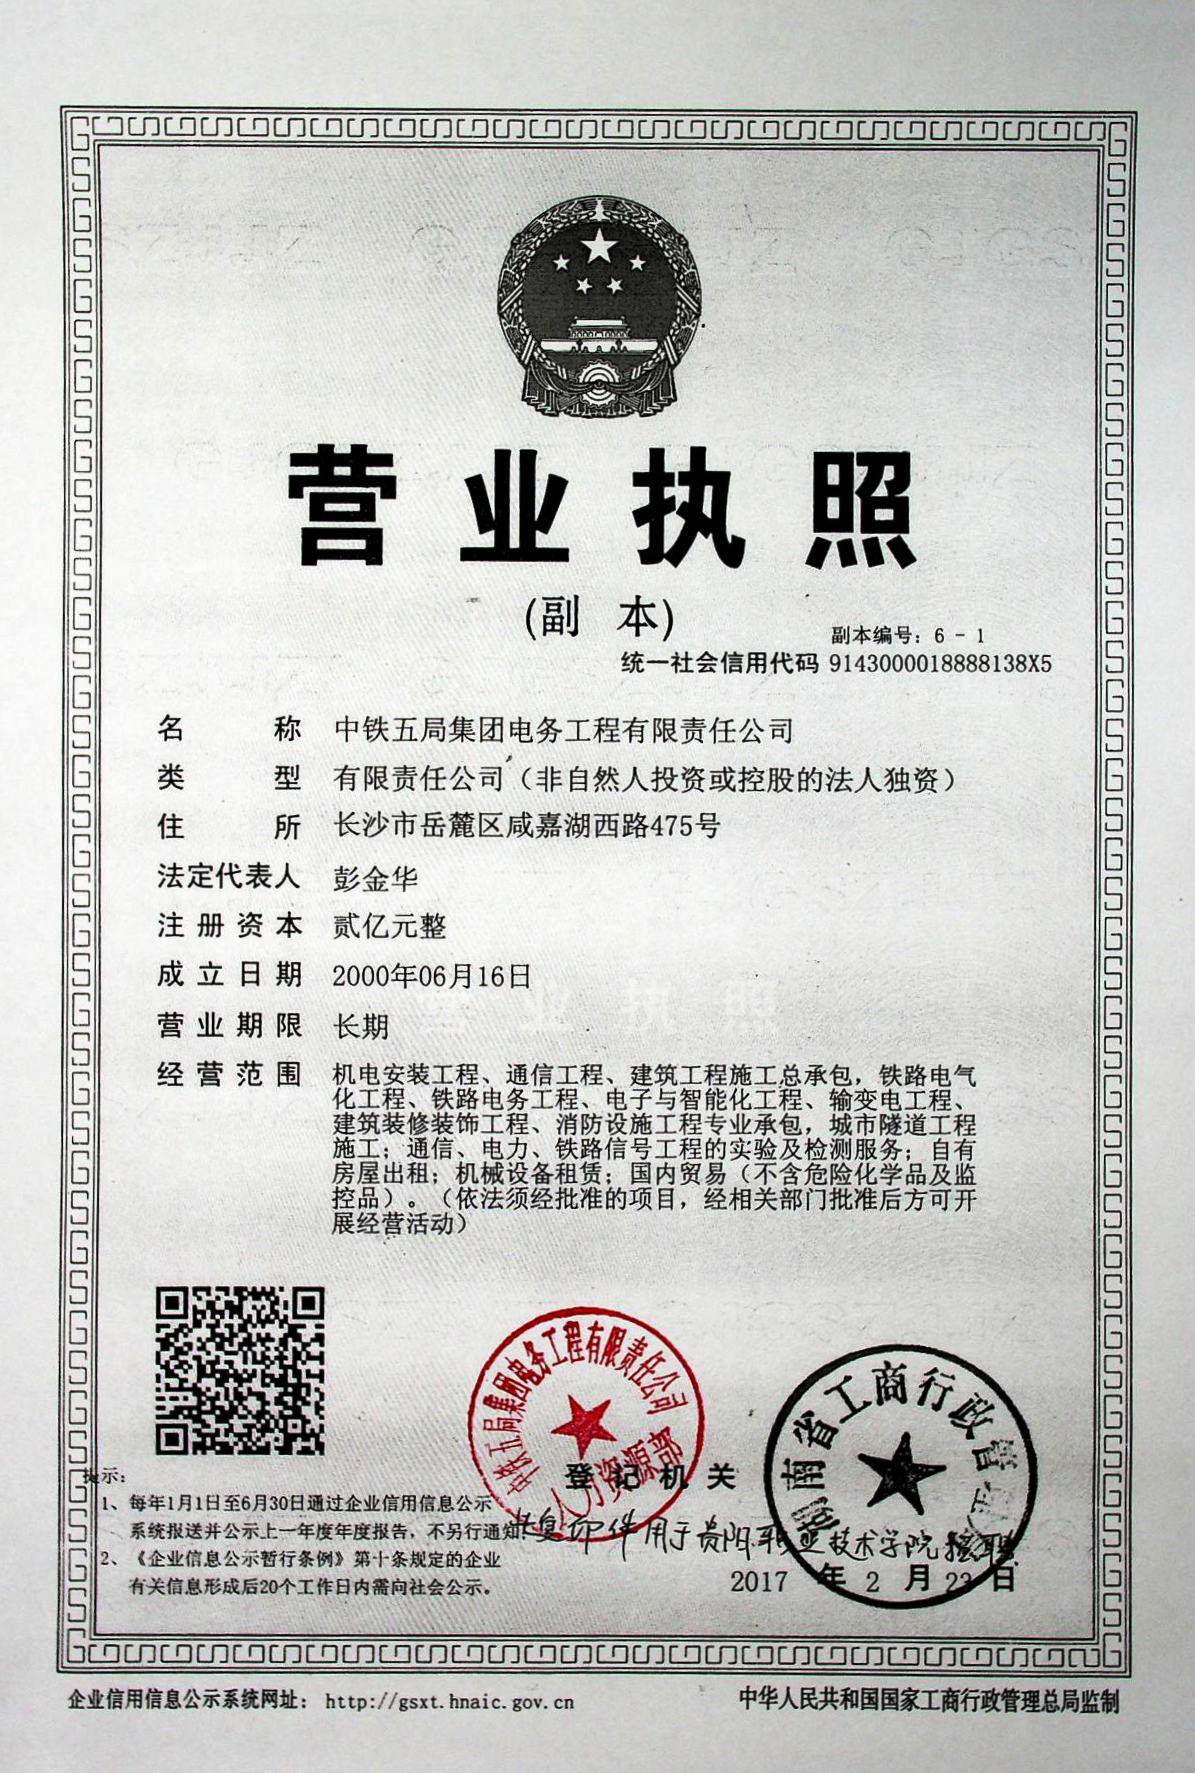 营业执照
(副 本)
副本编号: 6 - 1
统一社会信用代码 9143000018888138X5
名称 中铁五局集团电务工程有限责任公司
类型 有限责任公司（非自然人投资或控股的法人独资）
住所 长沙市岳麓区咸嘉湖西路475号
法定代表人 彭金华
注册资本 贰亿元整
成立日期 2000年06月16日
营业期限 长期
经营范围 机电安装工程、通信工程、建筑工程施工总承包，铁路电气
化工程、铁路电务工程、电子与智能化工程、输变电工程、
建筑装修装饰工程、消防设施工程专业承包，城市隧道工程
施工；通信、电力、铁路信号工程的实验及检测服务；自有
房屋出租；机械设备租赁；国内贸易（不含危险化学品及监
控品）。（依法须经批准的项目，经相关部门批准后方可开
展经营活动）
中铁五局集团电务工程有限责任公司
人力资源部
湖南省工商行政
登记机关
提示：
1、每年1月1日至6月30日通过企业信用信息公示
系统报送并公示上一年度年度报告，不另行通知
复印件用于贵阳职业技术学院招聘
2、《企业信息公示暂行条例》第十条规定的企业
有关信息形成后20个工作日内需向社会公示。
2017 年 2 月 23 日
企业信用信息公示系统网址： http://gsxt.hnaic.gov.cn
中华人民共和国国家工商行政管理总局监制